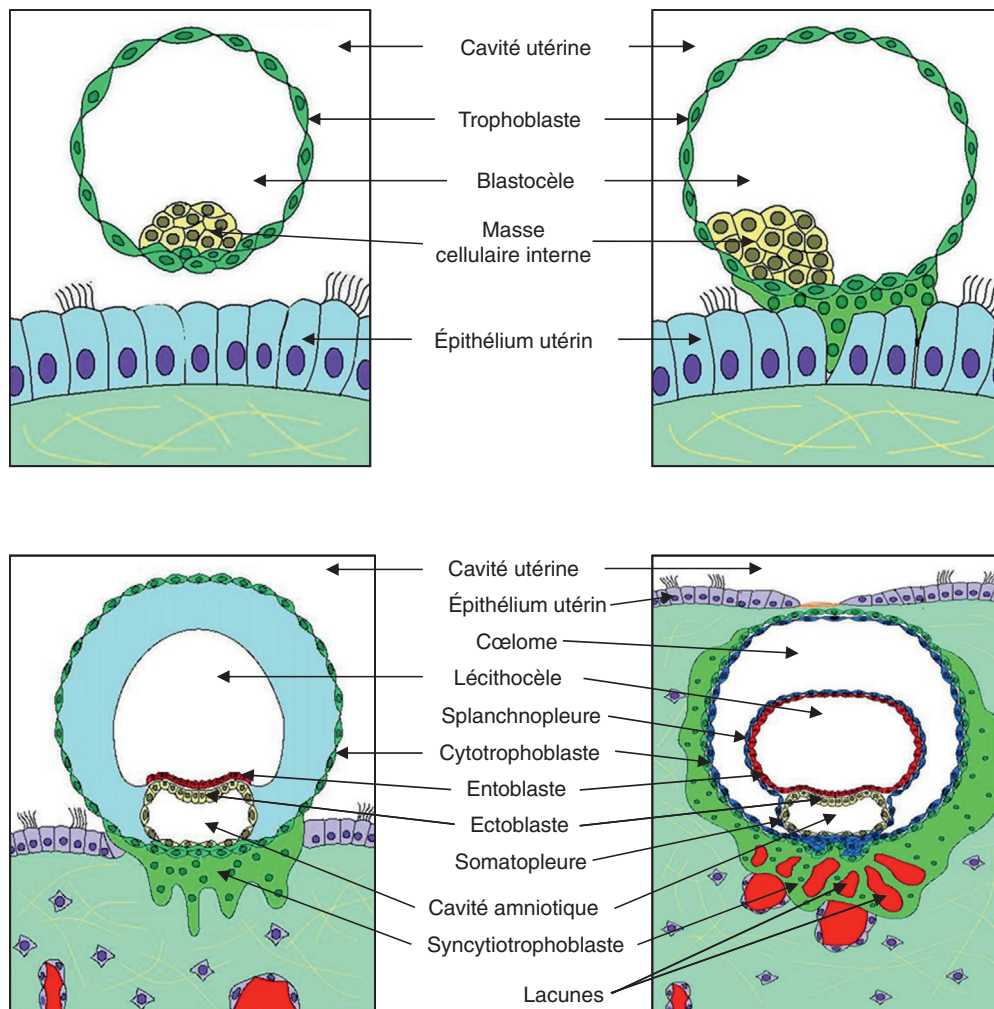 Cavité utérine
Trophoblaste
Blastocèle
Masse
cellulaire interne
Épithélium utérin
Cavité utérine
Épithélium utérin
Cœlome
Lécithocèle
Splanchnopleure
Cytotrophoblaste
Entoblaste
Ectoblaste
Somatopleure
Cavité amniotique
Syncytiotrophoblaste
Lacunes